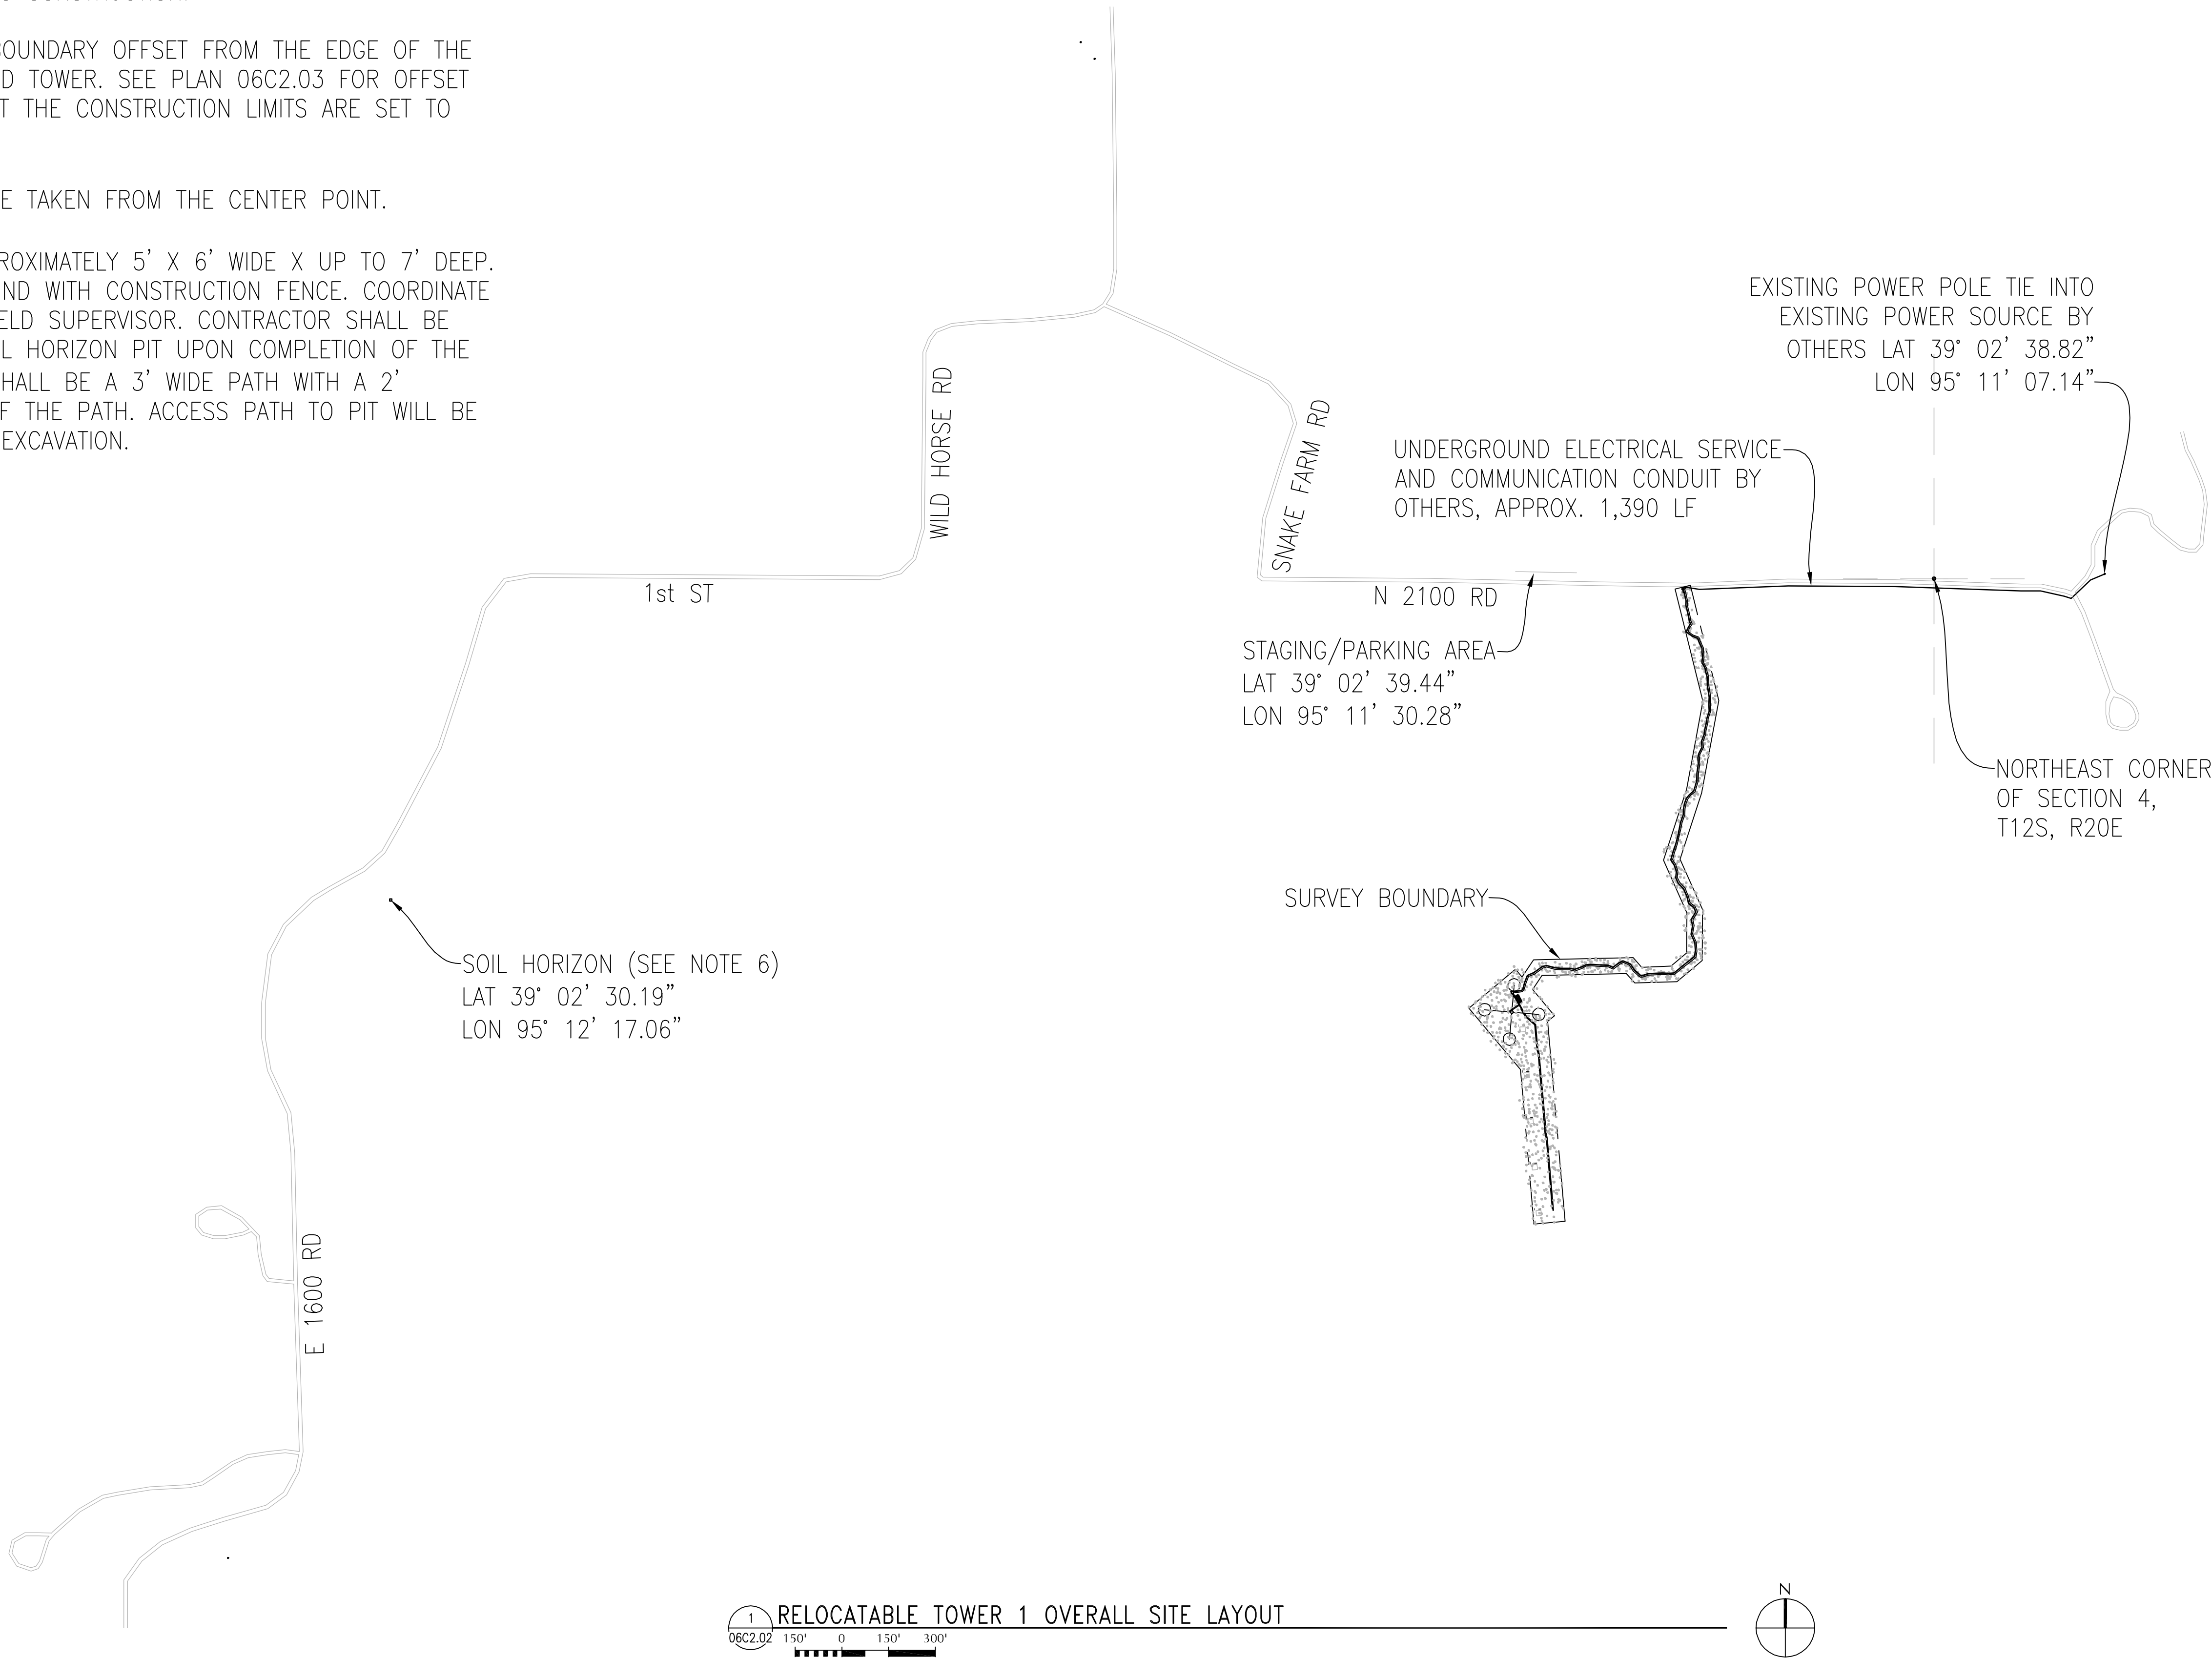 OUNDARY OFFSET FROM THE EDGE OF THE
D TOWER. SEE PLAN 06C2.03 FOR OFFSET
T THE CONSTRUCTION LIMITS ARE SET TO
E TAKEN FROM THE CENTER POINT.
ROXIMATELY 5' X 6' WIDE X UP TO 7' DEEP.
ND WITH CONSTRUCTION FENCE. COORDINATE
ELD SUPERVISOR. CONTRACTOR SHALL BE
L HORIZON PIT UPON COMPLETION OF THE
HALL BE A 3' WIDE PATH WITH A 2'
F THE PATH. ACCESS PATH TO PIT WILL BE
EXCAVATION.
EXISTING POWER POLE TIE INTO
EXISTING POWER SOURCE BY
OTHERS LAT 39° 02' 38.82"
LON 95° 11' 07.14"
WILD HORSE RD
SNAKE FARM RD
UNDERGROUND ELECTRICAL SERVICE
AND COMMUNICATION CONDUIT BY
OTHERS, APPROX. 1,390 LF
1st ST
N 2100 RD
STAGING/PARKING AREA
LAT 39° 02' 39.44"
LON 95° 11' 30.28"
NORTHEAST CORNER
OF SECTION 4,
T12S, R20E
SURVEY BOUNDARY
SOIL HORIZON (SEE NOTE 6)
LAT 39° 02' 30.19"
LON 95° 12' 17.06"
E 1600 RD
N
1
06C2.02
RELOCATABLE TOWER 1 OVERALL SITE LAYOUT
150' 0 150' 300'